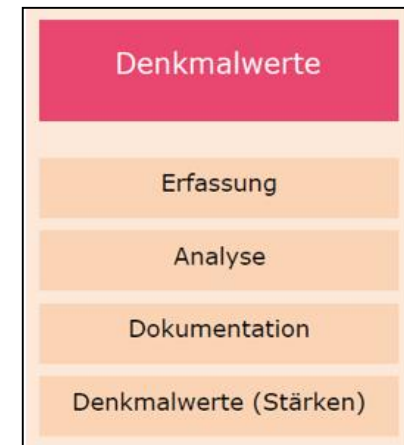 Denkmalwerte
Erfassung
Analyse
Dokumentation
Denkmalwerte (Stärken)